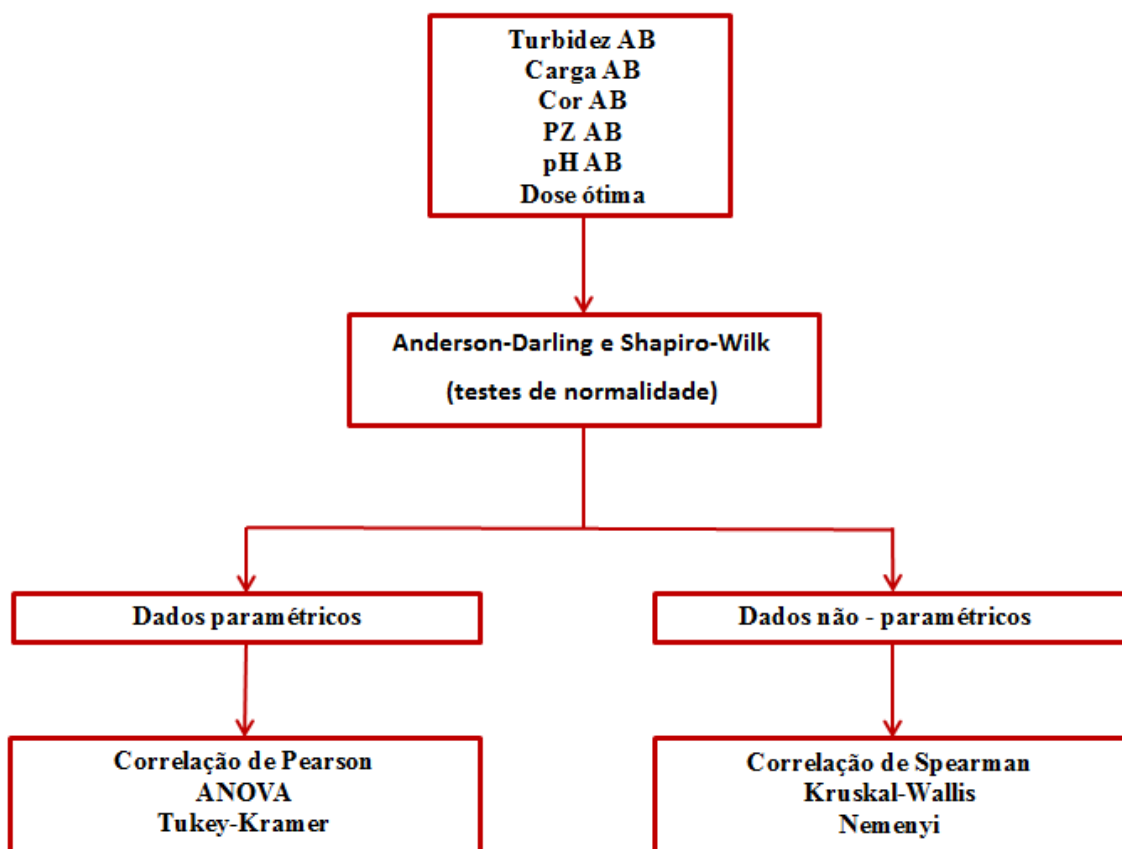 Turbidez AB
Carga AB
Cor AB
PZ AB
pH AB
Dose ótima
Anderson-Darling e Shapiro-Wilk
(testes de normalidade)
Dados paramétricos
Dados não - paramétricos
Correlação de Pearson
ANOVA
Tukey-Kramer
Correlação de Spearman
Kruskal-Wallis
Nemenyi